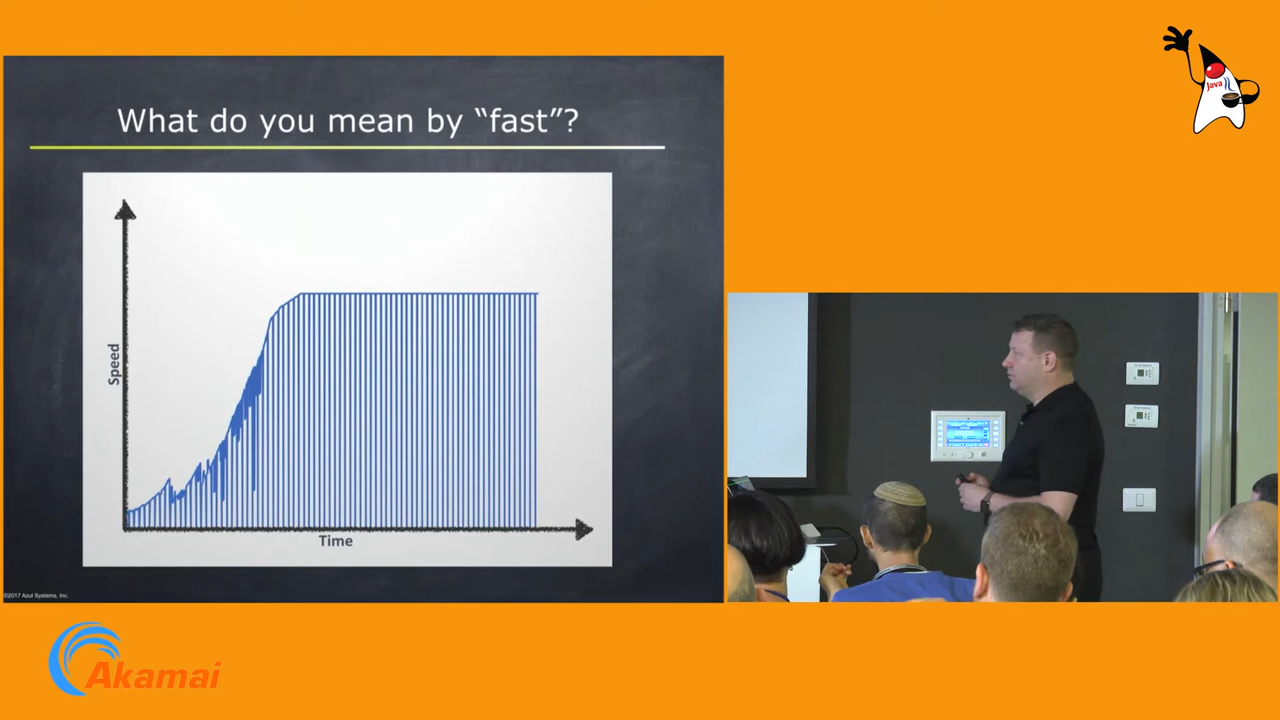 What do you mean by “fast”?
Speed
Time
©2017 Azul Systems, Inc.
Java
Akamai